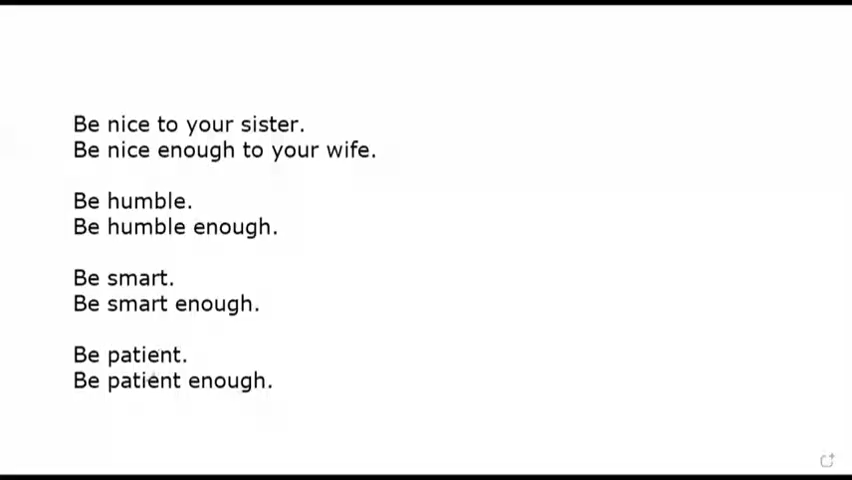 Be nice to your sister.
Be nice enough to your wife.
Be humble.
Be humble enough.
Be smart.
Be smart enough.
Be patient.
Be patient enough.